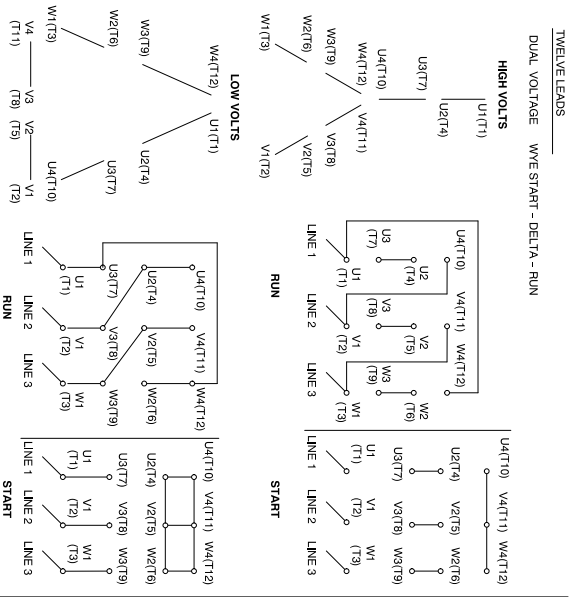 TWELVE LEADS
DUAL VOLTAGE WYE START - DELTA - RUN
HIGH VOLTS
U1(T1)
U2(T4)
U3(T7)
U4(T10)
W4(T12) V4(T11)
W3(T9) V3(T8)
W2(T6) V2(T5)
W1(T3) V1(T2)
U4(T10) V4(T11) W4(T12)
U2 V2 W2
(T4) (T5) (T6)
U3 V3 W3
(T7) (T8) (T9)
U1 V1 W1
(T1) (T2) (T3)
LINE 1 LINE 2 LINE 3
RUN
U4(T10) V4(T11) W4(T12)
U2(T4) V2(T5) W2(T6)
U3(T7) V3(T8) W3(T9)
U1 V1 W1
(T1) (T2) (T3)
LINE 1 LINE 2 LINE 3
START
LOW VOLTS
W4(T12) U1(T1)
W3(T9) U2(T4)
W2(T6) U3(T7)
W1(T3) U4(T10)
V4 V3 V2 V1
(T11) (T8) (T5) (T2)
U4(T10) V4(T11) W4(T12)
U2(T4) V2(T5) W2(T6)
U3(T7) V3(T8) W3(T9)
U1 V1 W1
(T1) (T2) (T3)
LINE 1 LINE 2 LINE 3
RUN
U4(T10) V4(T11) W4(T12)
U2(T4) V2(T5) W2(T6)
U3(T7) V3(T8) W3(T9)
U1 V1 W1
(T1) (T2) (T3)
LINE 1 LINE 2 LINE 3
START